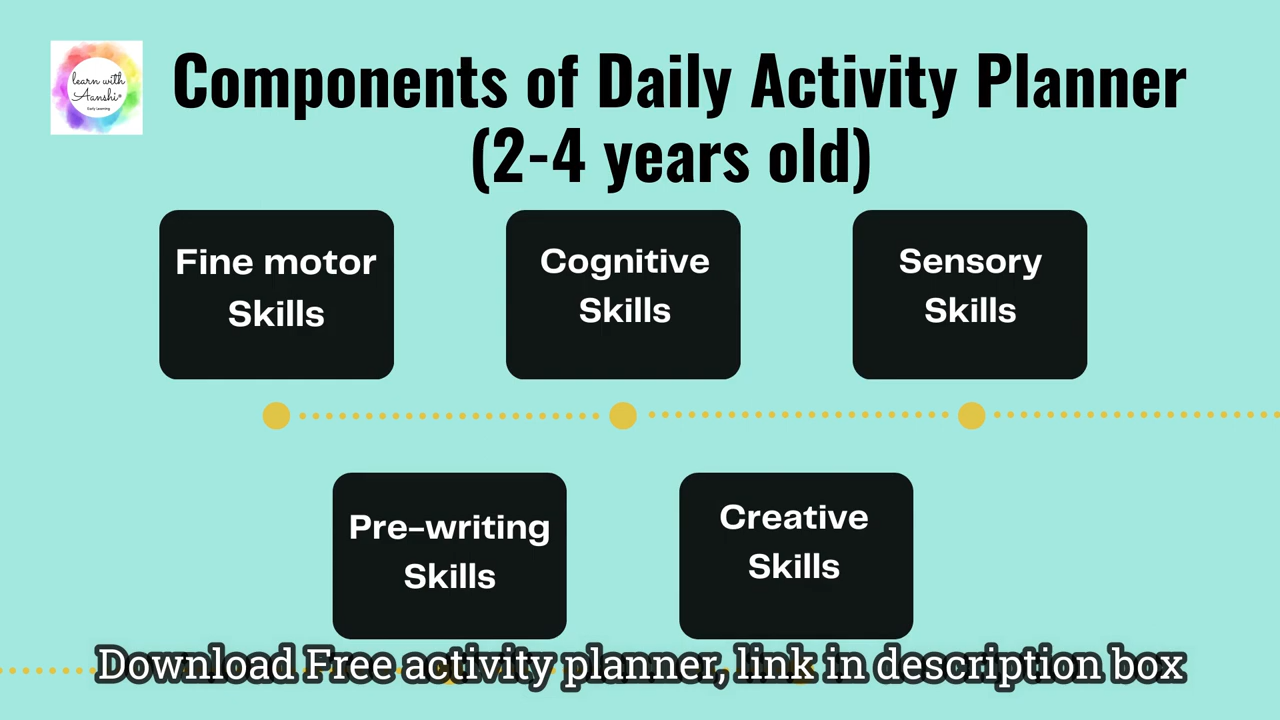 learn with
Aanshi®
Early Learning
Components of Daily Activity Planner
(2-4 years old)
Fine motor
Skills
Cognitive
Skills
Sensory
Skills
Pre-writing
Skills
Creative
Skills
Download Free activity planner, link in description box